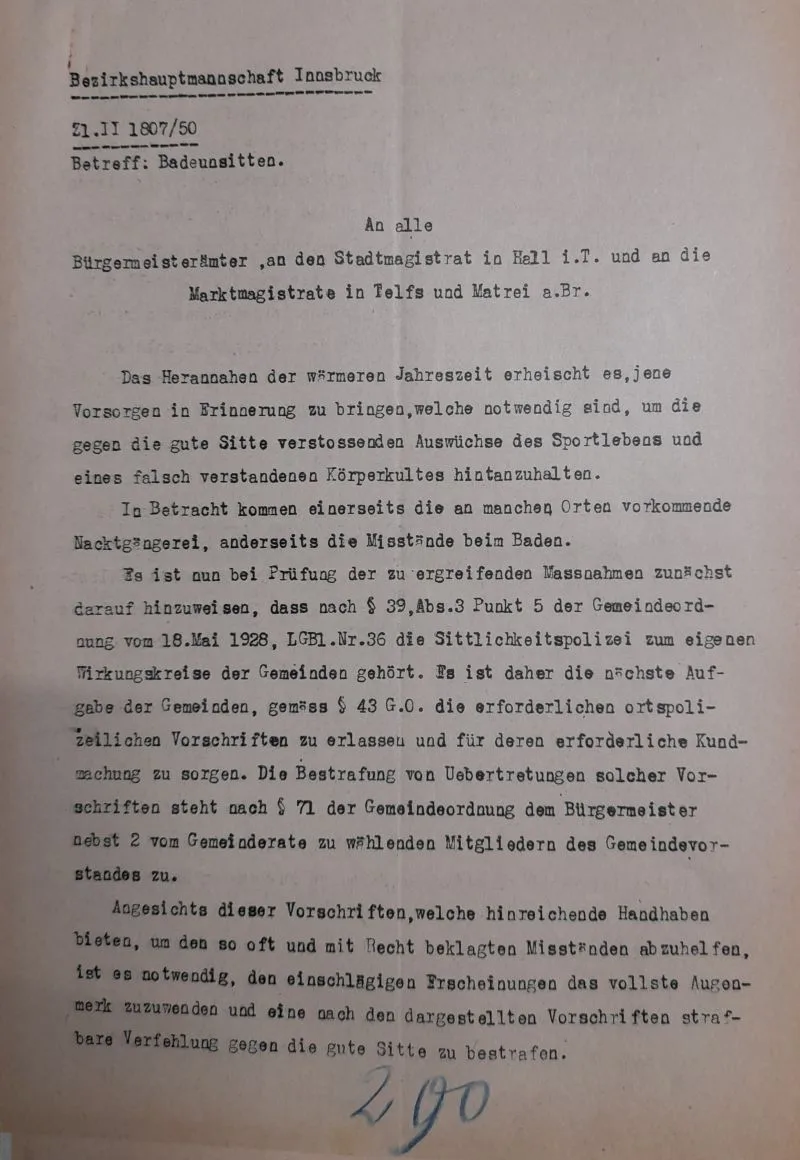 Bezirkshauptmannschaft Innsbruck
Zl.II 1807/50
Betreff: Badeunsitten.
An alle
Bürgermeisterämter ,an den Stadtmagistrat in Hall i.T. und an die
Marktmagistrate in Telfs und Matrei a.Br.
Das Herannahen der wärmeren Jahreszeit erheischt es,jene
Vorsorgen in Erinnerung zu bringen,welche notwendig sind, um die
gegen die gute Sitte verstossenden Auswüchse des Sportlebens und
eines falsch verstandenen Körperkultes hintanzuhalten.
In Betracht kommen einerseits die an manchen Orten vorkommende
Nacktgängerei, anderseits die Misstände beim Baden.
Es ist nun bei Prüfung der zu ergreifenden Massnahmen zunächst
darauf hinzuweisen, dass nach § 39,Abs.3 Punkt 5 der Gemeindeord-
nung vom 18.Mai 1928, LGBl.Nr.36 die Sittlichkeitspolizei zum eigenen
Wirkungskreise der Gemeinden gehört. Es ist daher die nächste Auf-
gabe der Gemeinden, gemäss § 43 G.O. die erforderlichen ortspoli-
zeilichen Vorschriften zu erlassen und für deren erforderliche Kund-
machung zu sorgen. Die Bestrafung von Uebertretungen solcher Vor-
schriften steht nach § 71 der Gemeindeordnung dem Bürgermeister
nebst 2 vom Gemeinderate zu wählenden Mitgliedern des Gemeindevor-
standes zu.
Angesichts dieser Vorschriften,welche hinreichende Handhaben
bieten, um den so oft und mit Recht beklagten Misständen abzuhelfen,
ist es notwendig, den einschlägigen Erscheinungen das vollste Augen-
merk zuzuwenden und eine nach den dargestellten Vorschriften straf-
bare Verfehlung gegen die gute Sitte zu bestrafen.
290